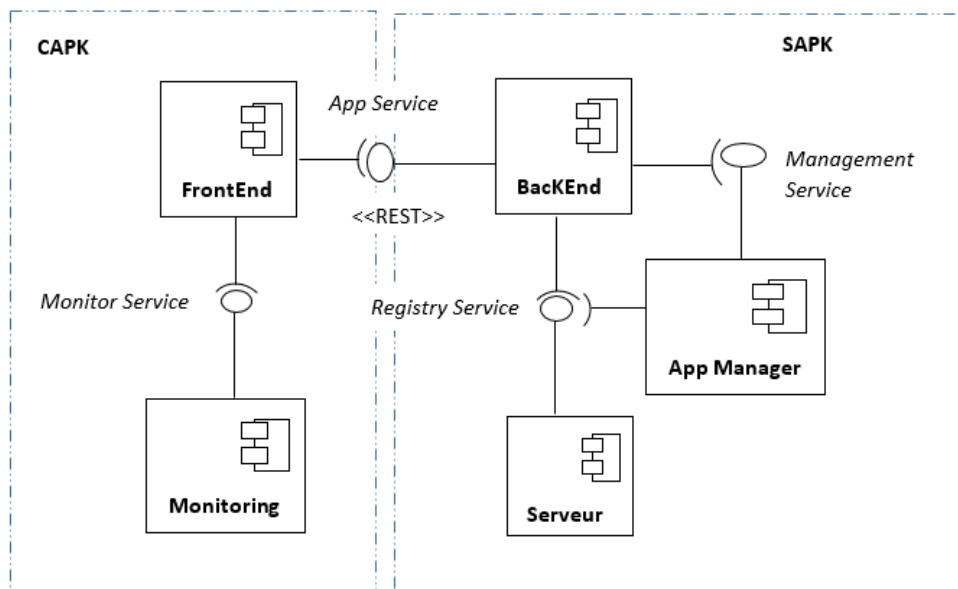 CAPK
SAPK
App Service
FrontEnd
BacKEnd
Management
Service
<<REST>>
Monitor Service
Registry Service
App Manager
Monitoring
Serveur